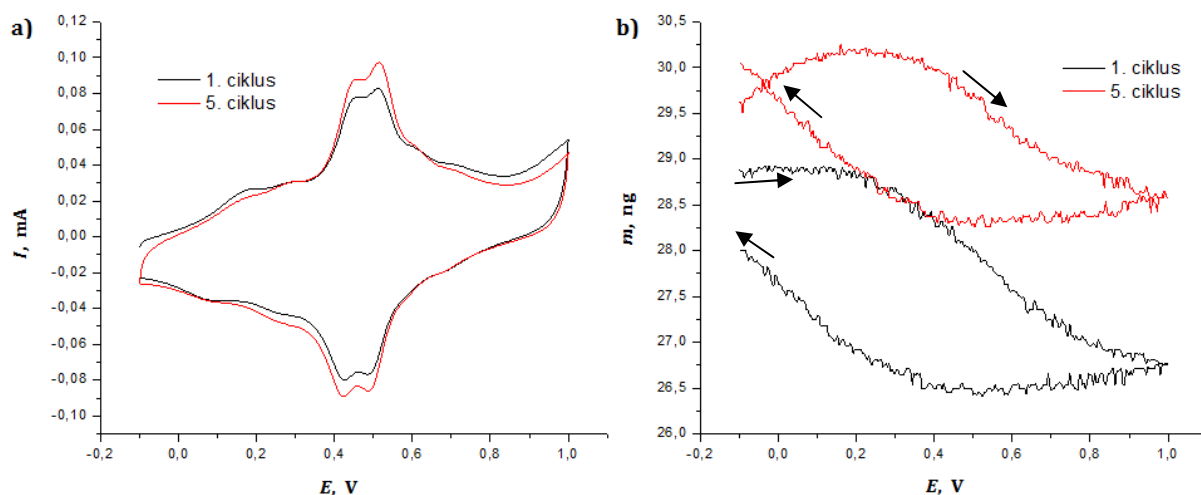 a)
0,12
0,10
0,08
0,06
0,04
0,02
0,00
-0,02
-0,04
-0,06
-0,08
-0,10
I, mA
1. ciklus
5. ciklus
-0,2 0,0 0,2 0,4 0,6 0,8 1,0
E, V
b)
30,5
30,0
29,5
29,0
28,5
28,0
27,5
27,0
26,5
26,0
m, ng
1. ciklus
5. ciklus
-0,2 0,0 0,2 0,4 0,6 0,8 1,0
E, V